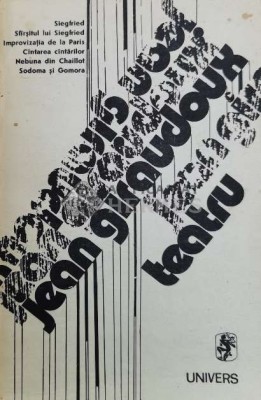 Siegfried
Sfîrşitul lui Siegfried
Improvizaţia de la Paris
Cîntarea cîntărilor
Nebuna din Chaillot
Sodoma şi Gomora
jean giraudoux
teatru
UNIVERS